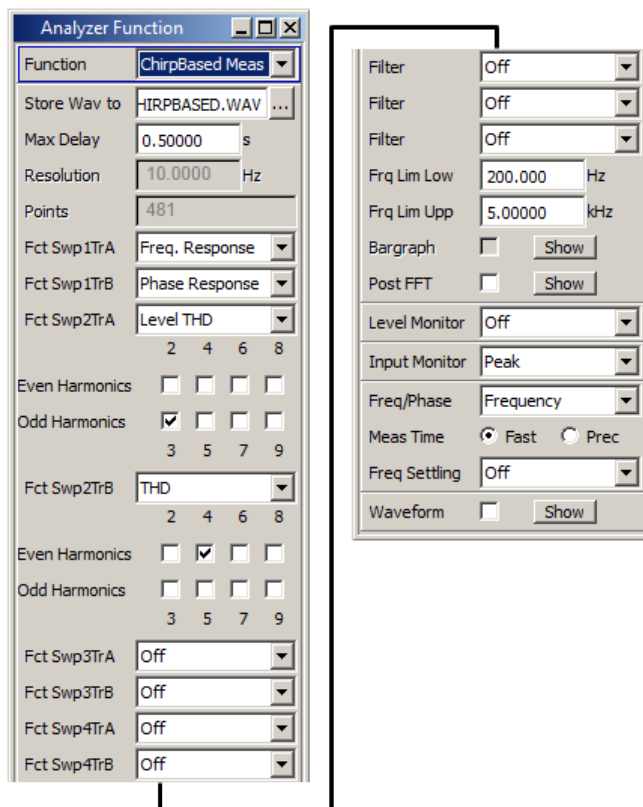 Analyzer Function
Function ChirpBased Meas
Store Wav to HIRPBASED.WAV ...
Max Delay 0.50000 s
Resolution 10.0000 Hz
Points 481
Fct Swp1TrA Freq. Response
Fct Swp1TrB Phase Response
Fct Swp2TrA Level THD
2 4 6 8
Even Harmonics
Odd Harmonics
3 5 7 9
Fct Swp2TrB THD
2 4 6 8
Even Harmonics
Odd Harmonics
3 5 7 9
Fct Swp3TrA Off
Fct Swp3TrB Off
Fct Swp4TrA Off
Fct Swp4TrB Off
Filter Off
Filter Off
Filter Off
Frq Lim Low 200.000 Hz
Frq Lim Upp 5.00000 kHz
Bargraph Show
Post FFT Show
Level Monitor Off
Input Monitor Peak
Freq/Phase Frequency
Meas Time Fast Prec
Freq Settling Off
Waveform Show